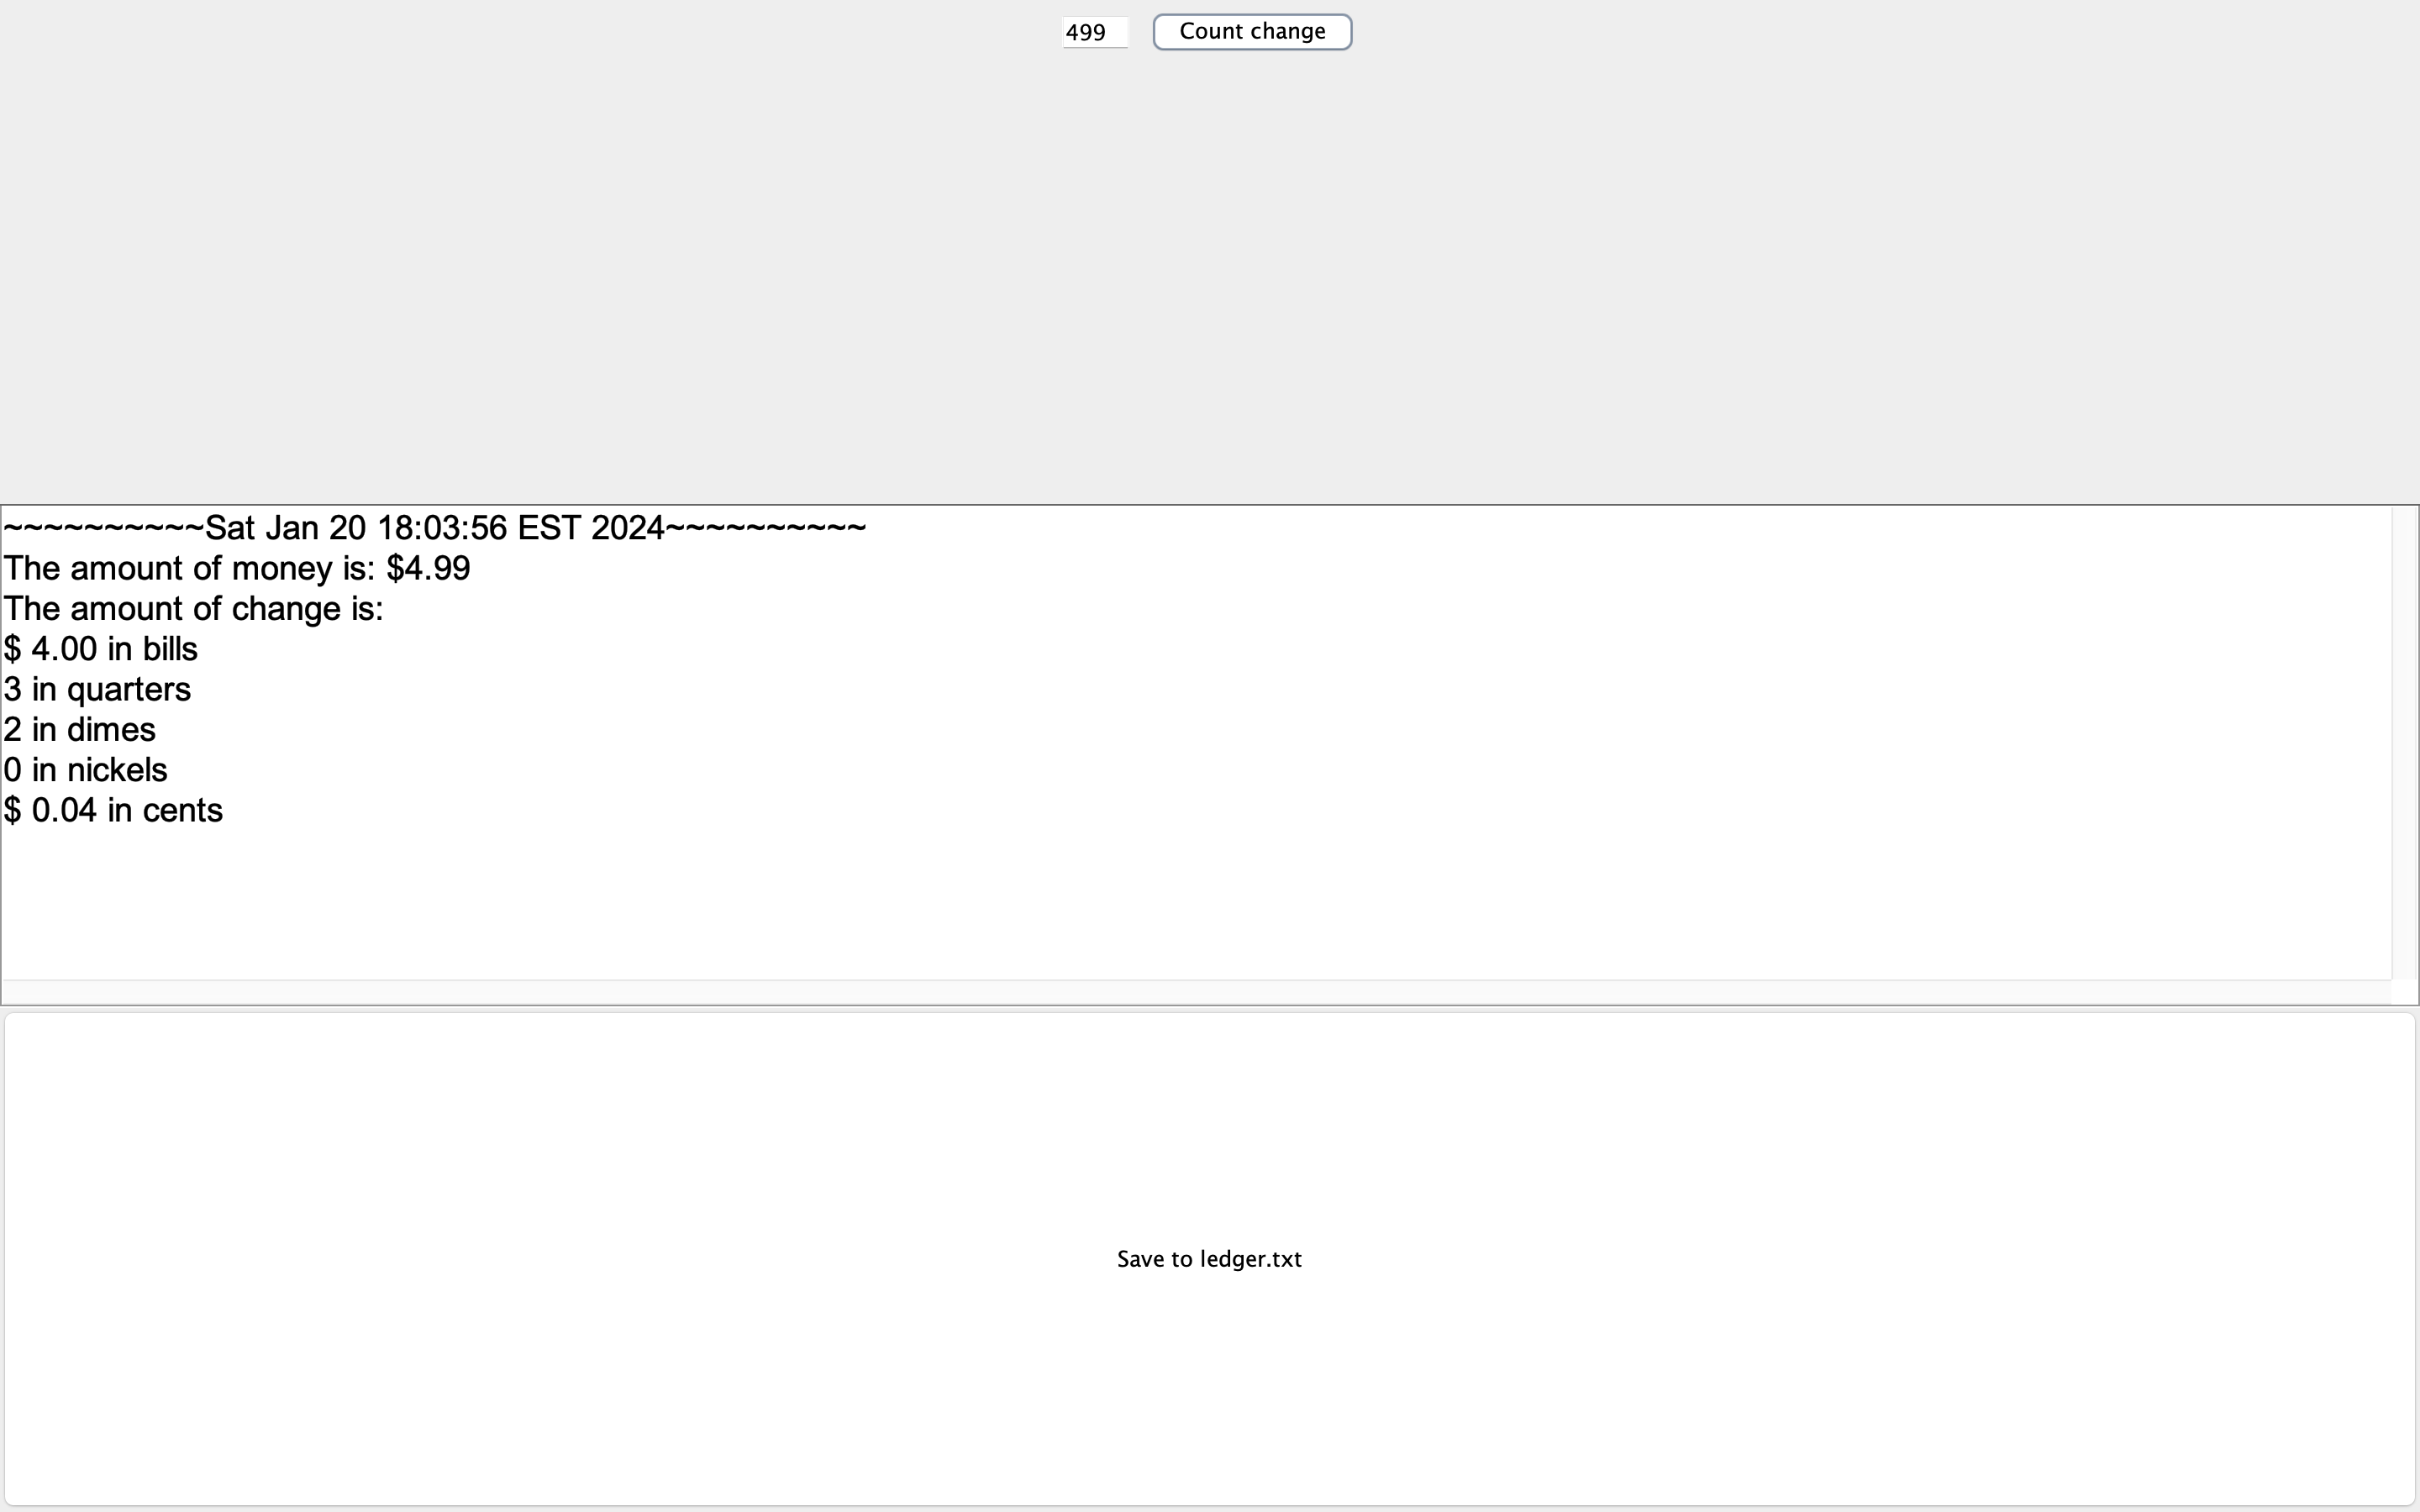 499 Count change
~~~~~~~~~~Sat Jan 20 18:03:56 EST 2024~~~~~~~~~~
The amount of money is: $4.99
The amount of change is:
$ 4.00 in bills
3 in quarters
2 in dimes
0 in nickels
$ 0.04 in cents
Save to ledger.txt